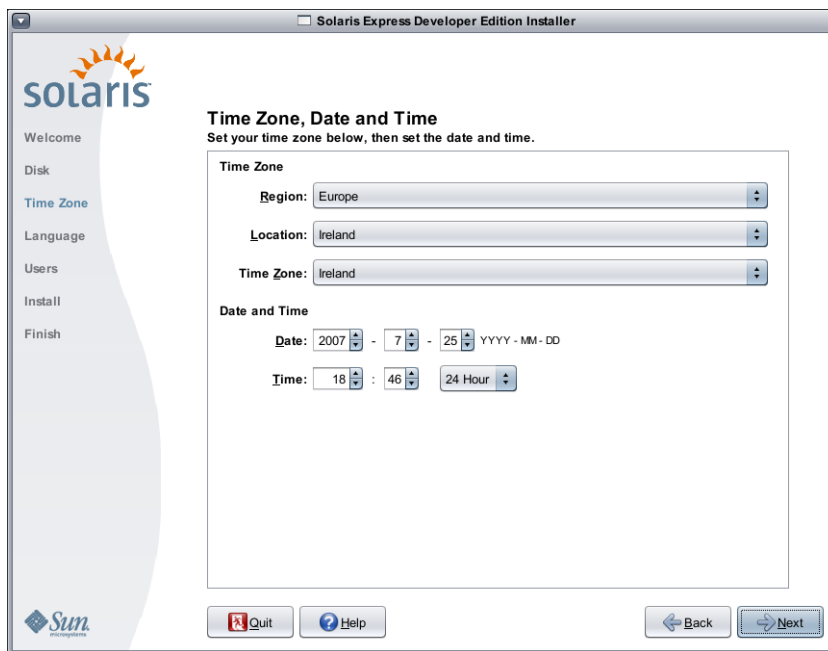 Solaris Express Developer Edition Installer
solaris
Welcome
Disk
Time Zone
Language
Users
Install
Finish
Time Zone, Date and Time
Set your time zone below, then set the date and time.
Time Zone
Region: Europe
Location: Ireland
Time Zone: Ireland
Date and Time
Date: 2007 - 7 - 25 YYYY - MM - DD
Time: 18 : 46 24 Hour
Sun
microsystems
Quit Help Back Next